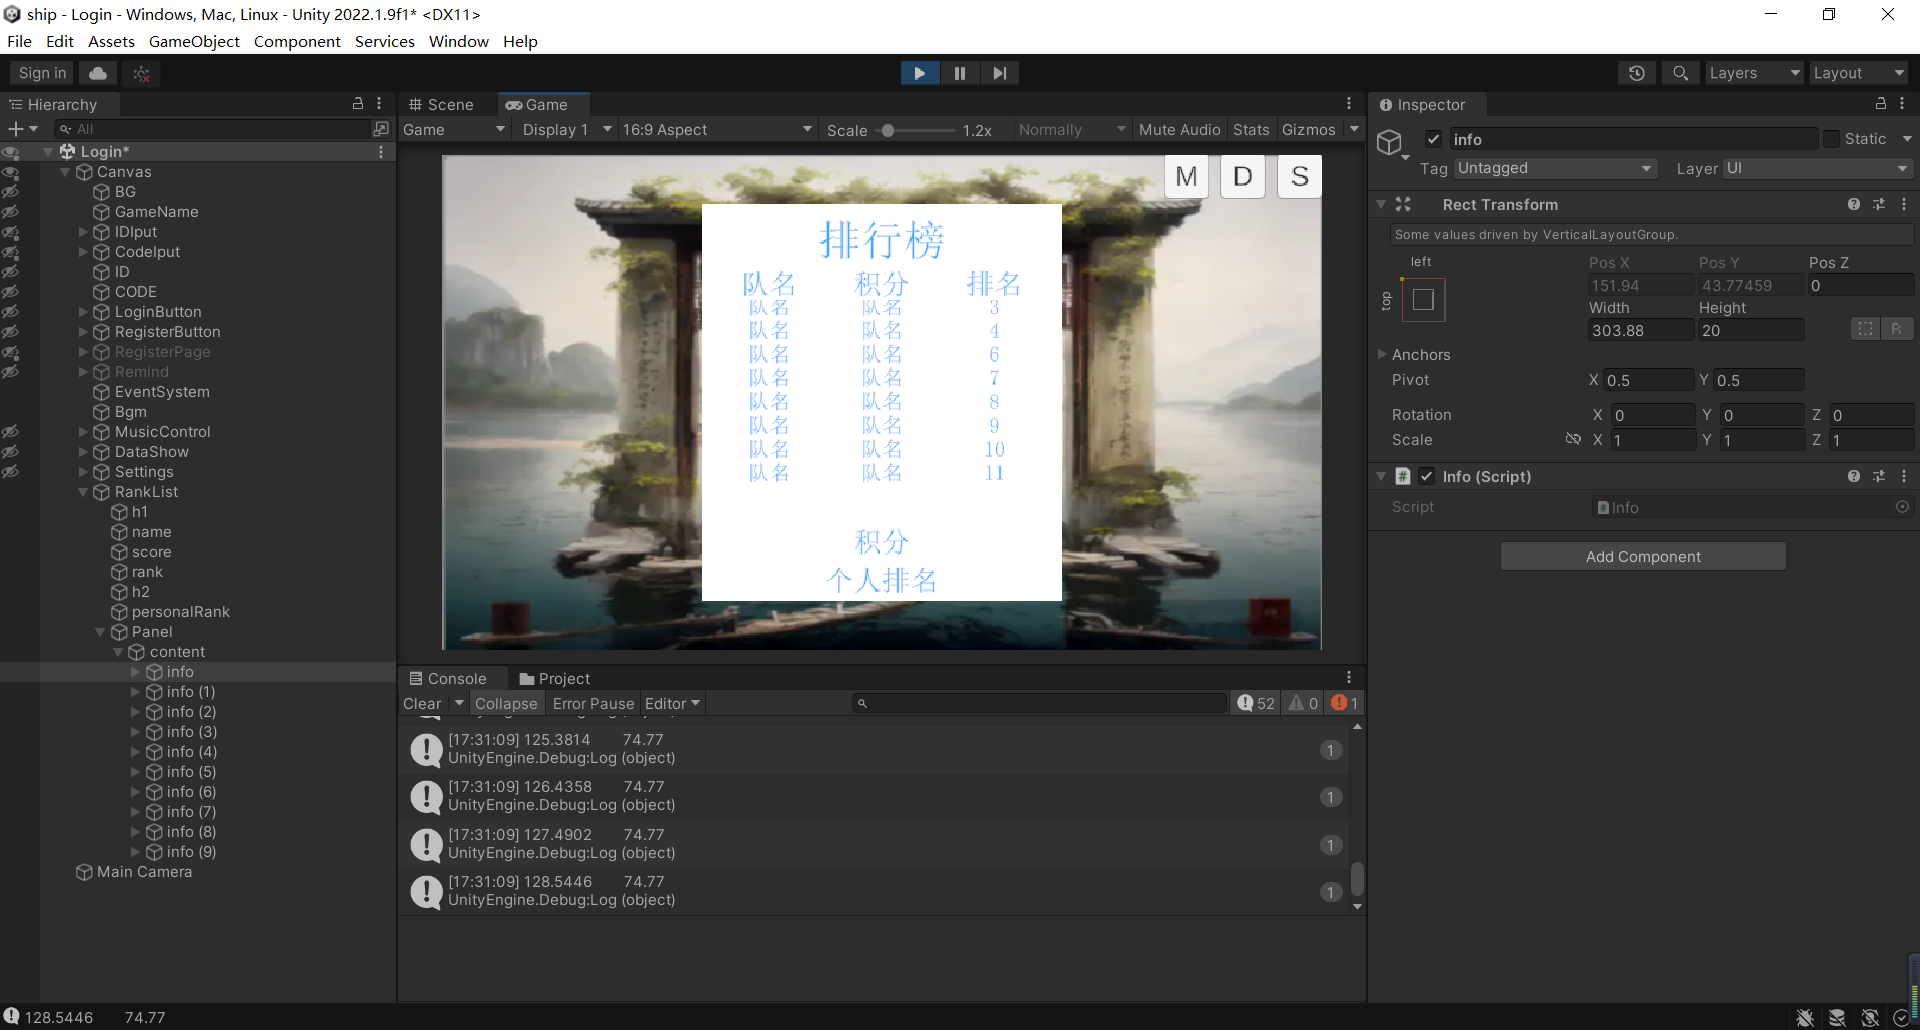 ship - Login - Windows, Mac, Linux - Unity 2022.1.9f1* <DX11>
File Edit Assets GameObject Component Services Window Help
Sign in
Layers
Layout
Hierarchy
All
Login*
Canvas
BG
GameName
IDIput
CodeIput
ID
CODE
LoginButton
RegisterButton
RegisterPage
Remind
EventSystem
Bgm
MusicControl
DataShow
Settings
RankList
h1
name
score
rank
h2
personalRank
Panel
content
info
info (1)
info (2)
info (3)
info (4)
info (5)
info (6)
info (7)
info (8)
info (9)
Main Camera
Scene Game
Game Display 1 16:9 Aspect Scale 1.2x Normally Mute Audio Stats Gizmos
M D S
排行榜
队名 积分 排名
队名 队名 3
队名 队名 4
队名 队名 6
队名 队名 7
队名 队名 8
队名 队名 9
队名 队名 10
队名 队名 11
积分
个人排名
Console Project
Clear Collapse Error Pause Editor 52 0 1
[17:31:09] 125.3814 74.77
UnityEngine.Debug:Log (object)
1
[17:31:09] 126.4358 74.77
UnityEngine.Debug:Log (object)
1
[17:31:09] 127.4902 74.77
UnityEngine.Debug:Log (object)
1
[17:31:09] 128.5446 74.77
UnityEngine.Debug:Log (object)
1
Inspector
info Static
Tag Untagged Layer UI
Rect Transform
Some values driven by VerticalLayoutGroup.
left
top
Pos X Pos Y Pos Z
151.94 43.77459 0
Width Height
303.88 20
R
Anchors
Pivot X 0.5 Y 0.5
Rotation X 0 Y 0 Z 0
Scale X 1 Y 1 Z 1
# Info (Script)
Script Info
Add Component
128.5446 74.77